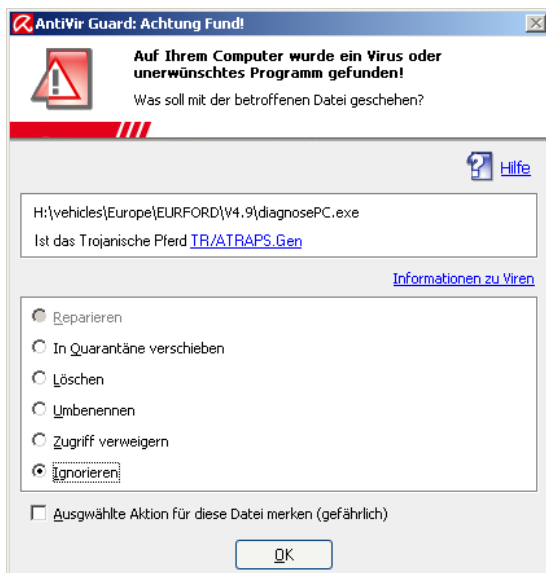 AntiVir Guard: Achtung Fund!
Auf Ihrem Computer wurde ein Virus oder
unerwünschtes Programm gefunden!
Was soll mit der betroffenen Datei geschehen?
Hilfe
H:\vehicles\Europe\EURFORD\V4.9\diagnosePC.exe
Ist das Trojanische Pferd TR/ATRAPS.Gen
Informationen zu Viren
Reparieren
In Quarantäne verschieben
Löschen
Umbenennen
Zugriff verweigern
Ignorieren
Ausgwählte Aktion für diese Datei merken (gefährlich)
OK